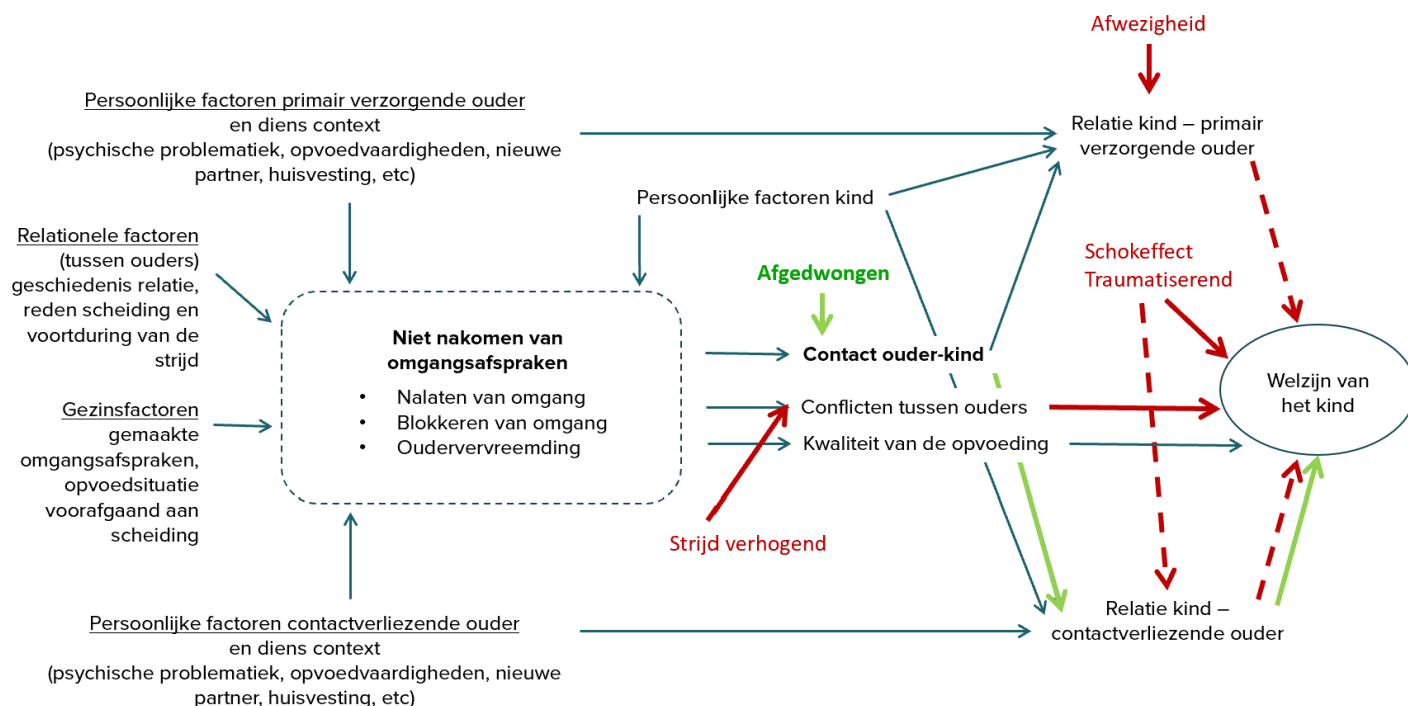 Afwezigheid
Persoonlijke factoren primair verzorgende ouder
en diens context
(psychische problematiek, opvoedvaardigheden, nieuwe
partner, huisvesting, etc)
Relatie kind – primair
verzorgende ouder
Persoonlijke factoren kind
Relationele factoren
(tussen ouders)
geschiedenis relatie,
reden scheiding en
voortduring van de
strijd
Schokeffect
Traumatiserend
Afgedwongen
Niet nakomen van
omgangsafspraken
• Nalaten van omgang
• Blokkeren van omgang
• Oudervervreemding
Contact ouder-kind
Conflicten tussen ouders
Kwaliteit van de opvoeding
Welzijn van
het kind
Gezinsfactoren
gemaakte
omgangsafspraken,
opvoedsituatie
voorafgaand aan
scheiding
Strijd verhogend
Relatie kind –
contactverliezende ouder
Persoonlijke factoren contactverliezende ouder
en diens context
(psychische problematiek, opvoedvaardigheden, nieuwe
partner, huisvesting, etc)